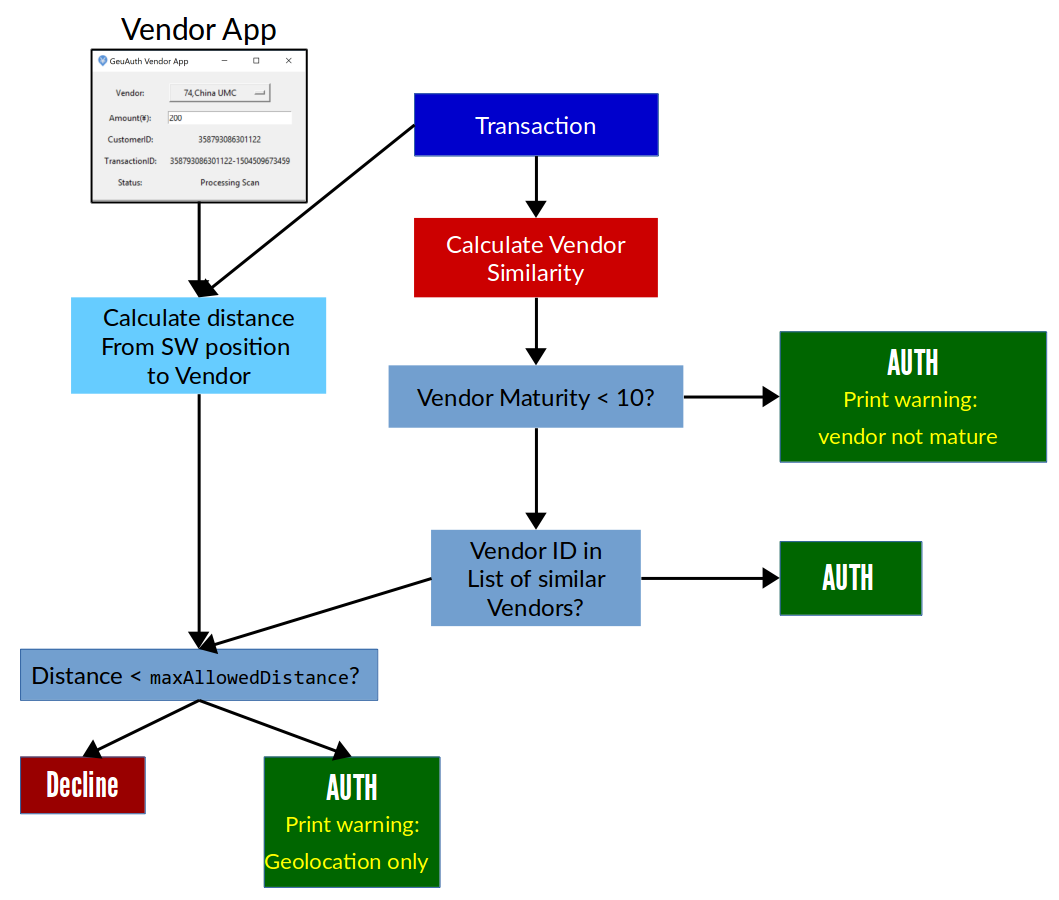 Vendor App
GeuAuth Vendor App
Vendor: 74,China UMC
Amount(¥): 200
CustomerID: 358793086301122
TransactionID: 358793086301122-1504509673459
Status: Processing Scan
Transaction
Calculate Vendor
Similarity
Calculate distance
From SW position
to Vendor
Vendor Maturity < 10?
AUTH
Print warning:
vendor not mature
Vendor ID in
List of similar
Vendors?
AUTH
Distance < maxAllowedDistance?
Decline
AUTH
Print warning:
Geolocation only